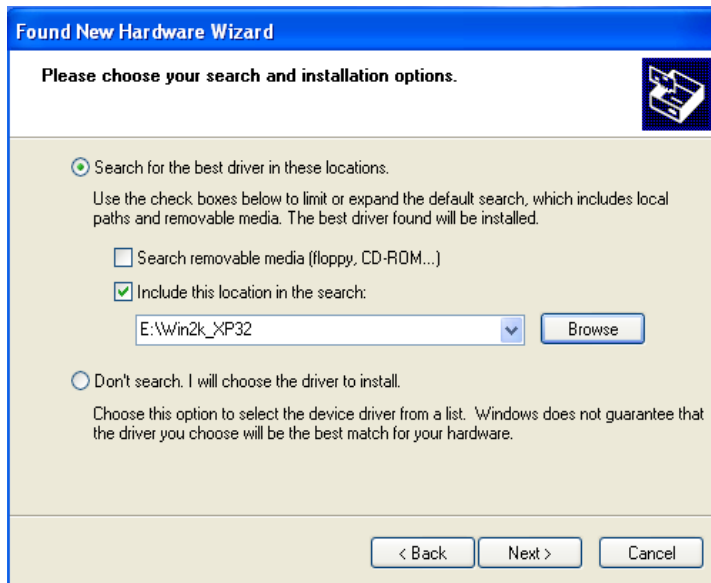 Found New Hardware Wizard
Please choose your search and installation options.
Search for the best driver in these locations.
Use the check boxes below to limit or expand the default search, which includes local
paths and removable media. The best driver found will be installed.
Search removable media (floppy, CD-ROM...)
Include this location in the search:
E:\Win2k_XP32
Browse
Don't search. I will choose the driver to install.
Choose this option to select the device driver from a list. Windows does not guarantee that
the driver you choose will be the best match for your hardware.
< Back
Next >
Cancel